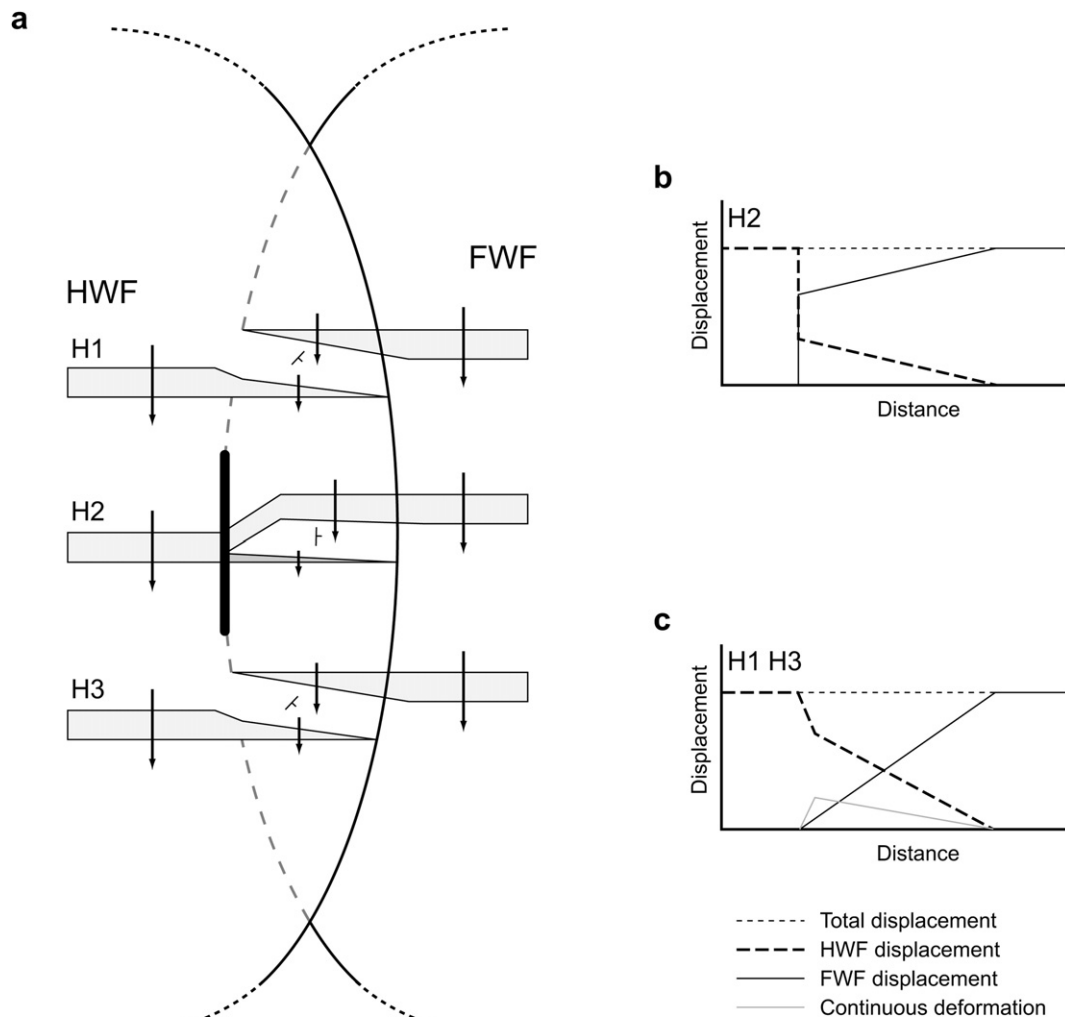 a
HWF
FWF
H1
H2
H3
b
H2
Displacement
Distance
c
H1 H3
Displacement
Distance
Total displacement
HWF displacement
FWF displacement
Continuous deformation